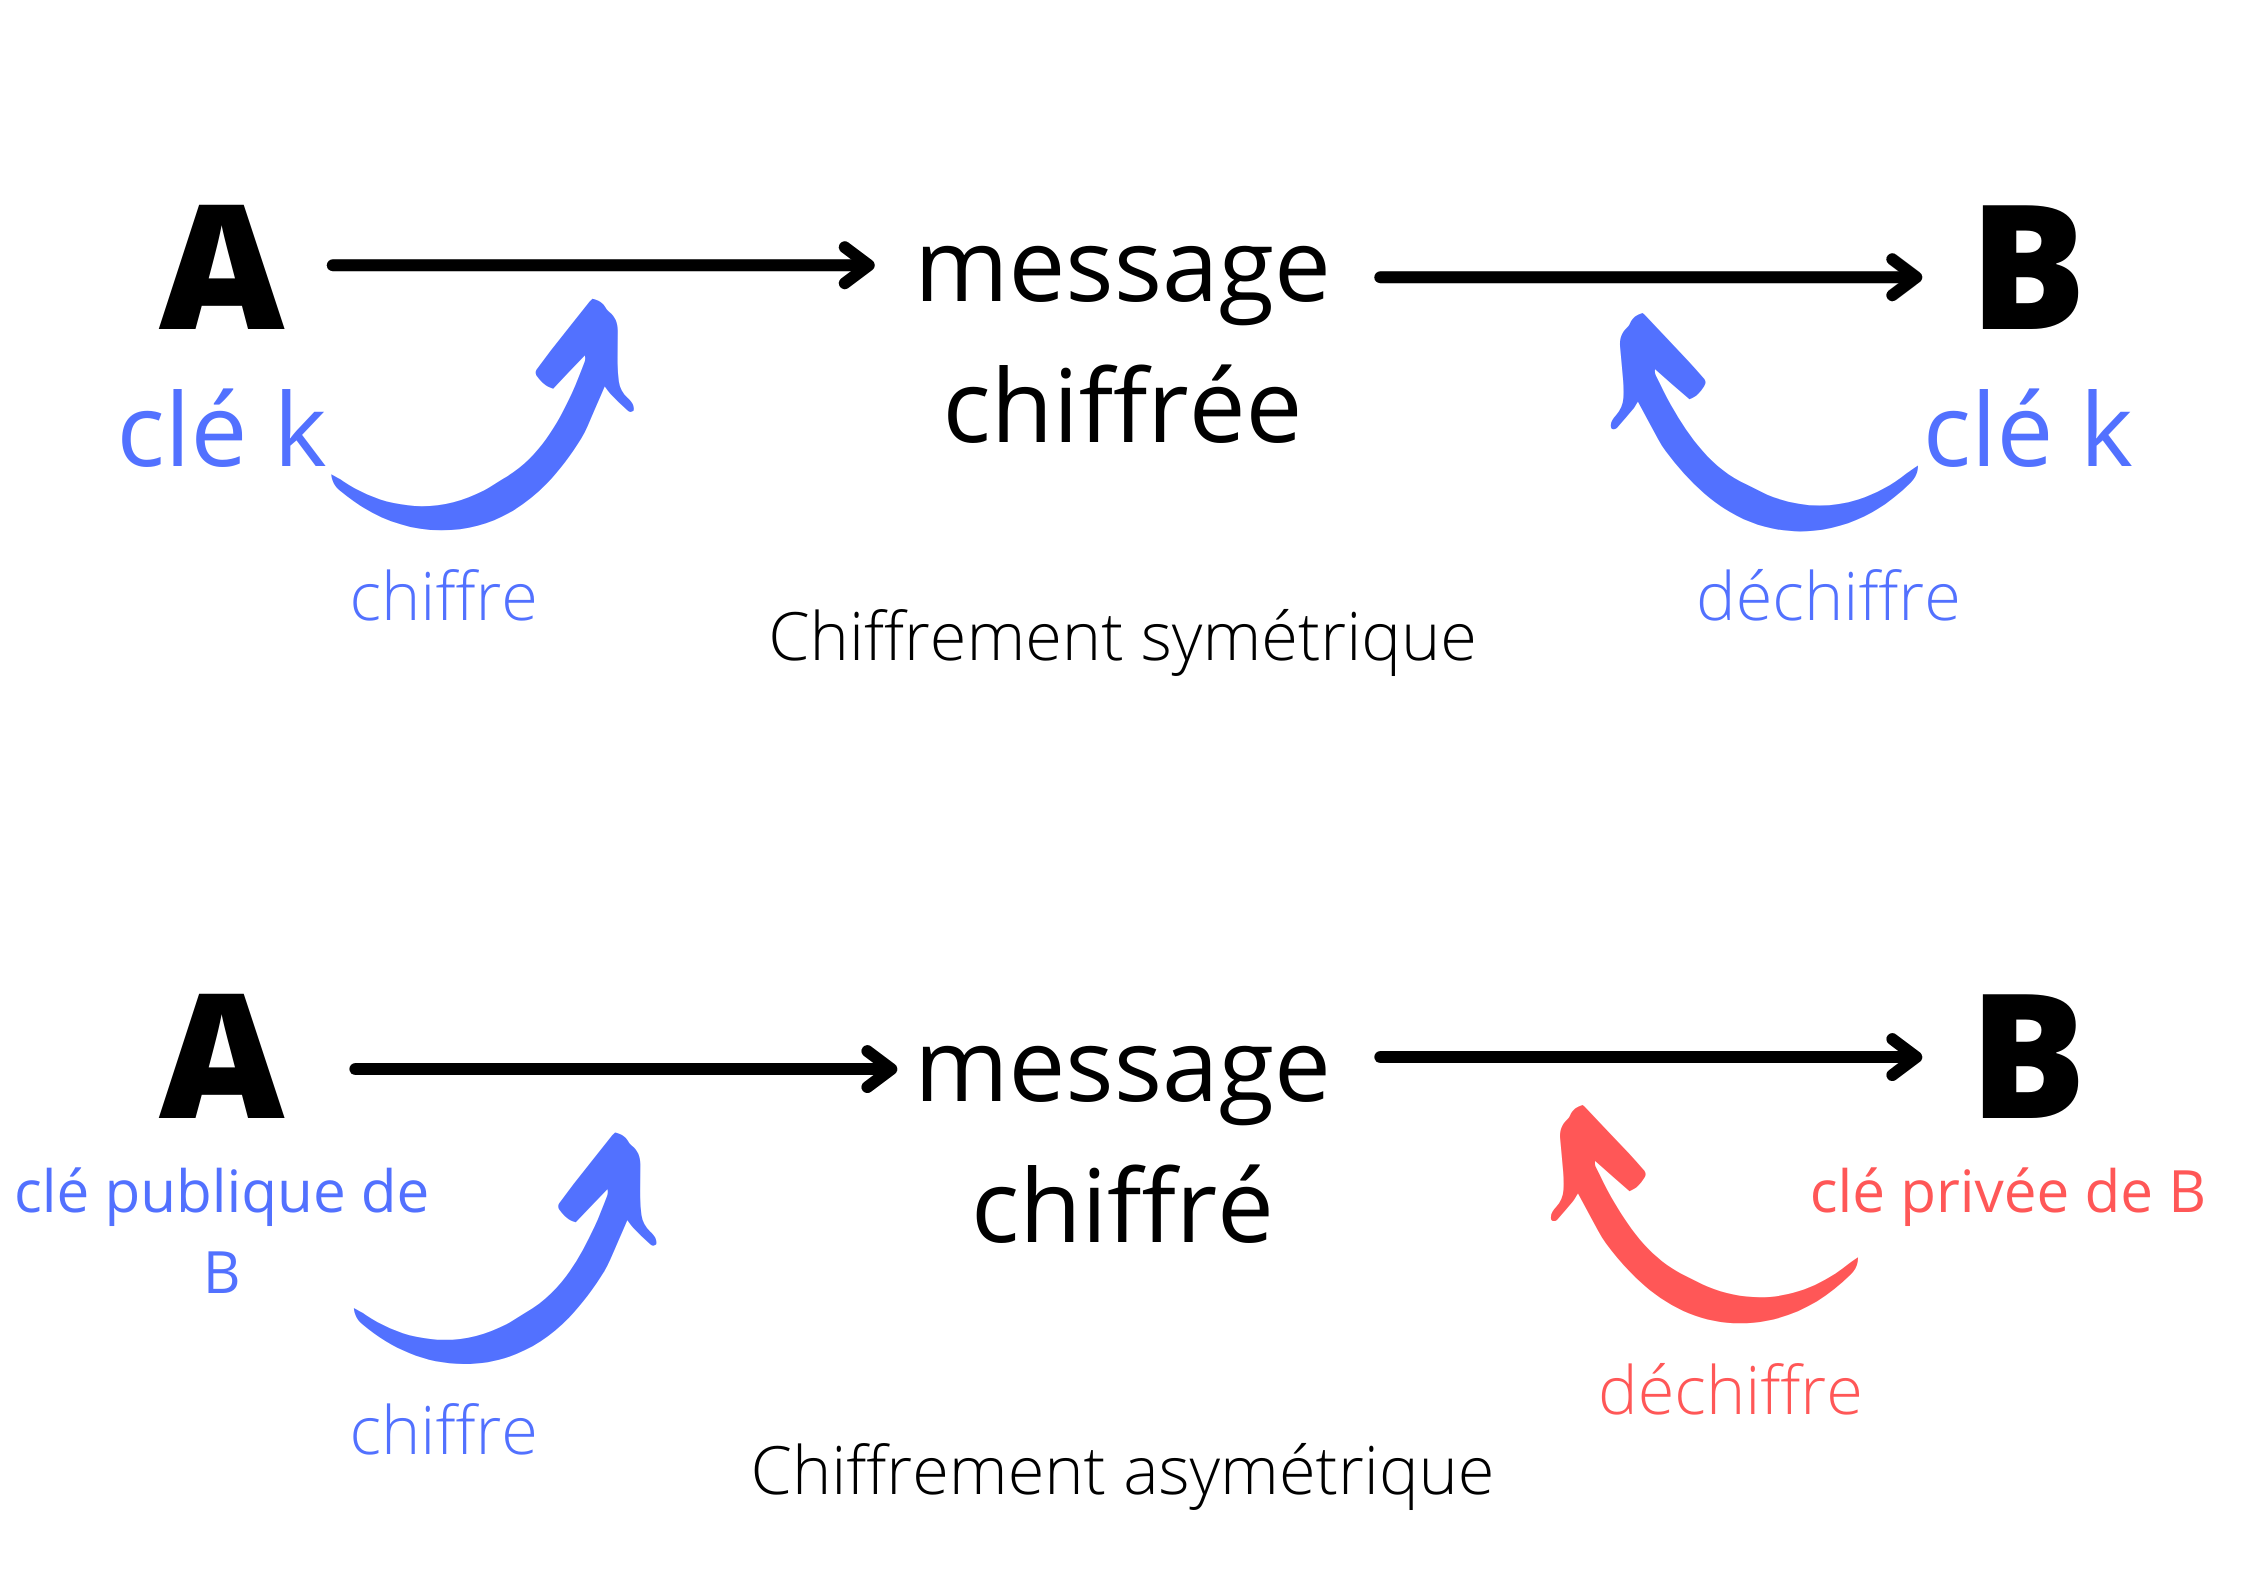 A
message
B
chiffrée
clé k
clé k
chiffre
déchiffre
Chiffrement symétrique
A
message
B
clé publique de
B
chiffré
clé privée de B
chiffre
déchiffre
Chiffrement asymétrique